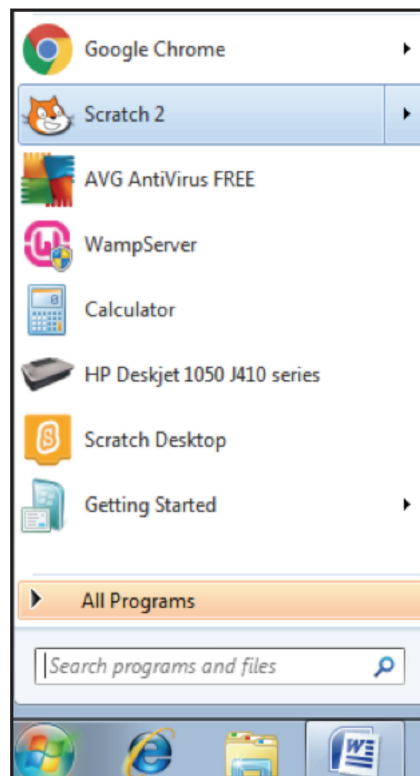 Google Chrome
Scratch 2
AVG AntiVirus FREE
WampServer
Calculator
HP Deskjet 1050 J410 series
Scratch Desktop
Getting Started
All Programs
Search programs and files